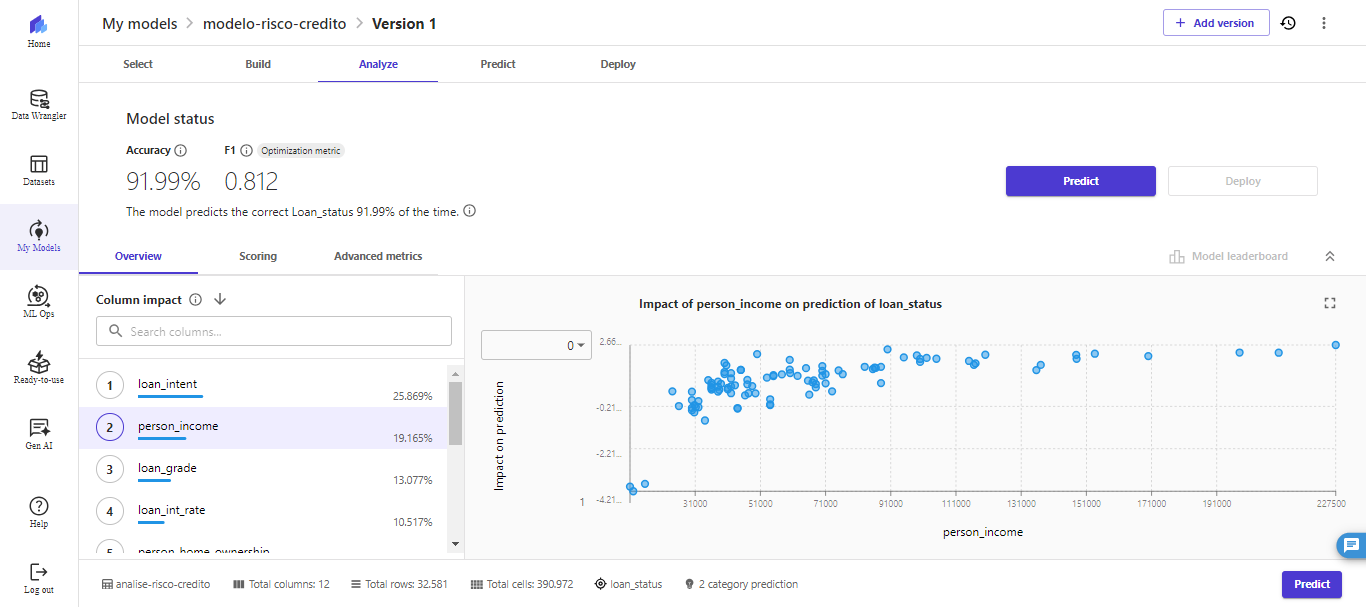 Home
Data Wrangler
Datasets
My Models
ML Ops
Ready-to-use
Gen AI
Help
Log out
My models > modelo-risco-credito > Version 1
+ Add version
Select Build Analyze Predict Deploy
Model status
Accuracy F1 Optimization metric
91.99% 0.812
The model predicts the correct Loan_status 91.99% of the time.
Predict Deploy
Overview Scoring Advanced metrics
Model leaderboard
Column impact
Search columns...
1 loan_intent
25.869%
2 person_income
19.165%
3 loan_grade
13.077%
4 loan_int_rate
10.517%
5 person_home_ownership
Impact of person_income on prediction of loan_status
0
Impact on prediction
1
2.66...
-0.21...
-2.21...
-4.21...
31000 51000 71000 91000 111000 131000 151000 171000 191000 227500
person_income
analise-risco-credito Total columns: 12 Total rows: 32.581 Total cells: 390.972 loan_status 2 category prediction
Predict